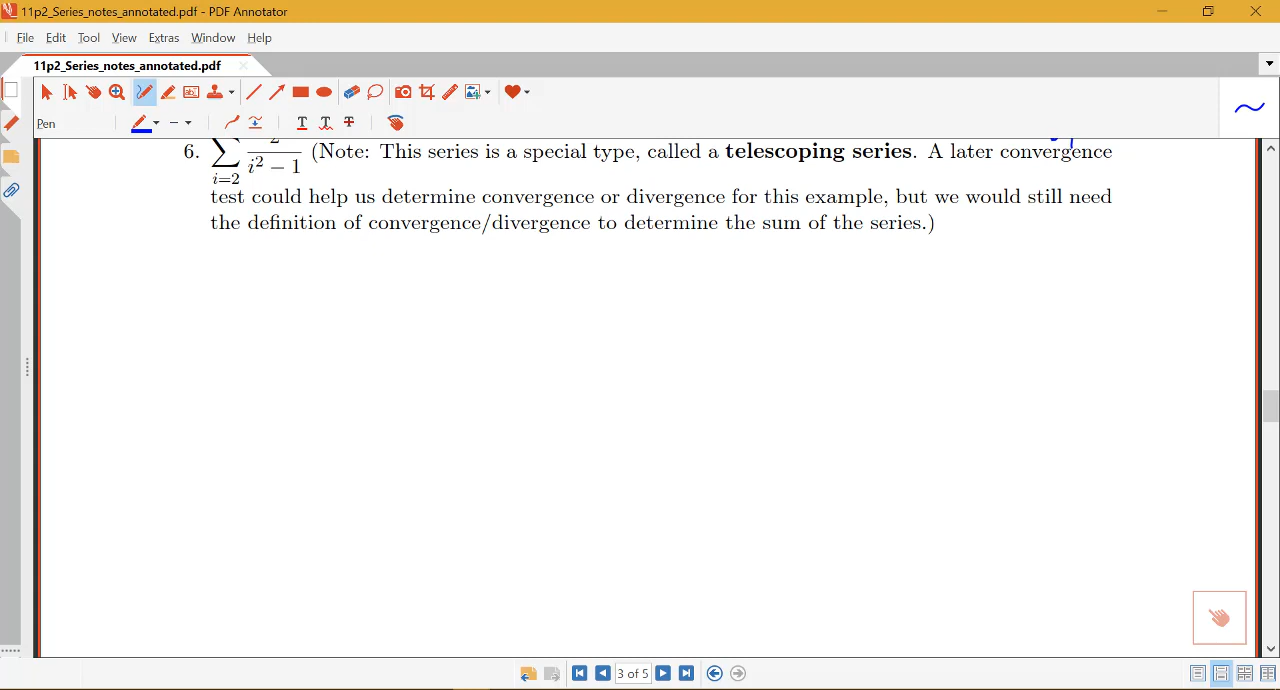 11p2_Series_notes_annotated.pdf - PDF Annotator
File Edit Tool View Extras Window Help
11p2_Series_notes_annotated.pdf
Pen
6. ∑ i=2 2/(i² − 1) (Note: This series is a special type, called a telescoping series. A later convergence
test could help us determine convergence or divergence for this example, but we would still need
the definition of convergence/divergence to determine the sum of the series.)
3 of 5